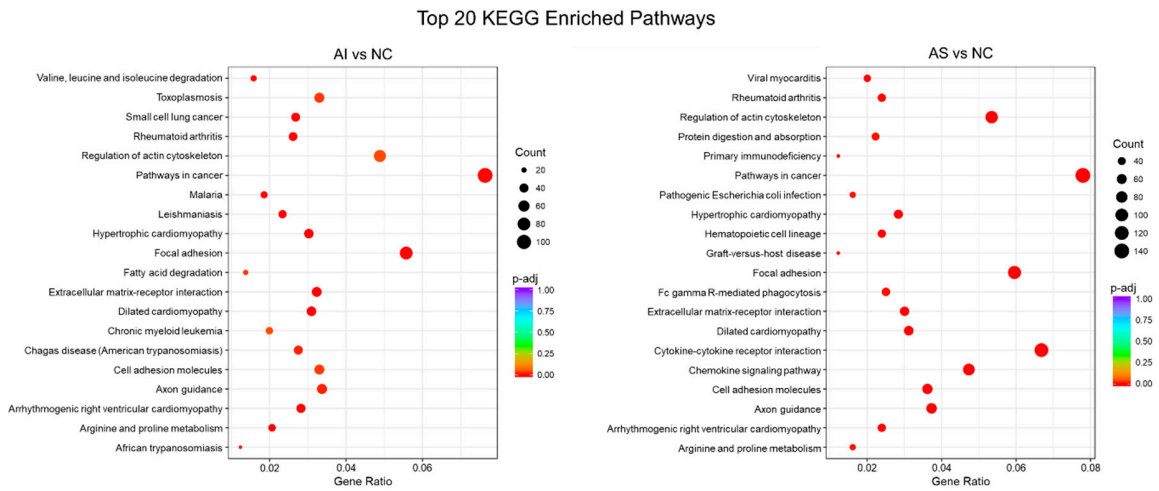 Top 20 KEGG Enriched Pathways
AI vs NC
Valine, leucine and isoleucine degradation
Toxoplasmosis
Small cell lung cancer
Rheumatoid arthritis
Regulation of actin cytoskeleton
Pathways in cancer
Malaria
Leishmaniasis
Hypertrophic cardiomyopathy
Focal adhesion
Fatty acid degradation
Extracellular matrix-receptor interaction
Dilated cardiomyopathy
Chronic myeloid leukemia
Chagas disease (American trypanosomiasis)
Cell adhesion molecules
Axon guidance
Arrhythmogenic right ventricular cardiomyopathy
Arginine and proline metabolism
African trypanosomiasis
0.02 0.04 0.06
Gene Ratio
Count
20
40
60
80
100
p-adj
1.00
0.75
0.50
0.25
0.00
AS vs NC
Viral myocarditis
Rheumatoid arthritis
Regulation of actin cytoskeleton
Protein digestion and absorption
Primary immunodeficiency
Pathways in cancer
Pathogenic Escherichia coli infection
Hypertrophic cardiomyopathy
Hematopoietic cell lineage
Graft-versus-host disease
Focal adhesion
Fc gamma R-mediated phagocytosis
Extracellular matrix-receptor interaction
Dilated cardiomyopathy
Cytokine-cytokine receptor interaction
Chemokine signaling pathway
Cell adhesion molecules
Axon guidance
Arrhythmogenic right ventricular cardiomyopathy
Arginine and proline metabolism
0.02 0.04 0.06 0.08
Gene Ratio
Count
40
60
80
100
120
140
p-adj
1.00
0.75
0.50
0.25
0.00